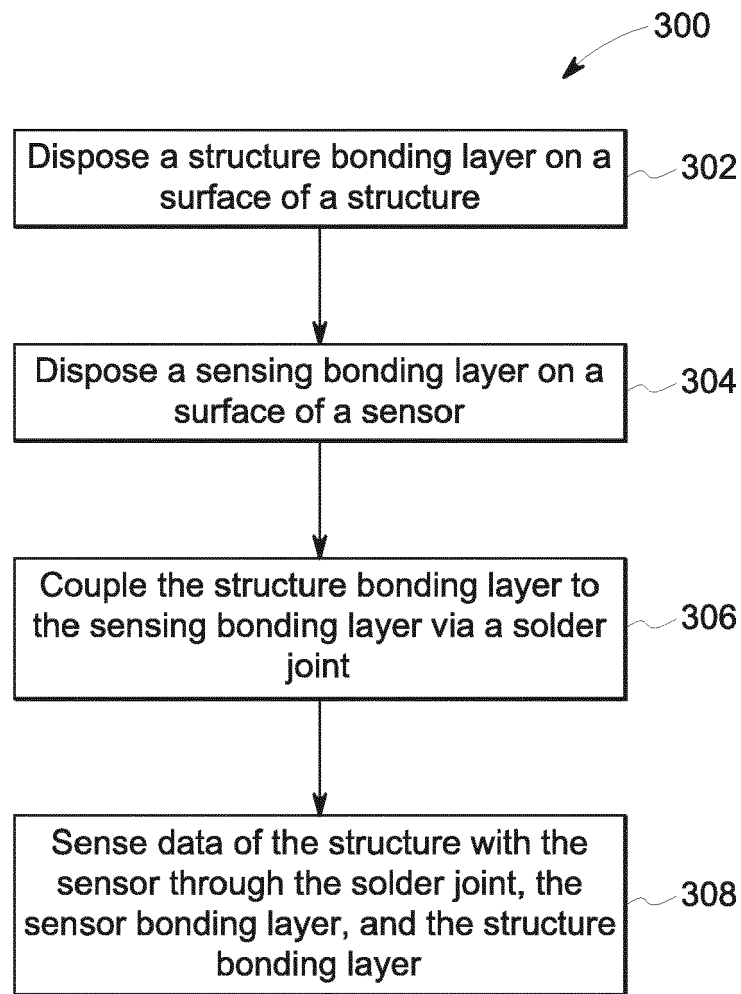 300
Dispose a structure bonding layer on a
surface of a structure
302
Dispose a sensing bonding layer on a
surface of a sensor
304
Couple the structure bonding layer to
the sensing bonding layer via a solder
joint
306
Sense data of the structure with the
sensor through the solder joint, the
sensor bonding layer, and the structure
bonding layer
308